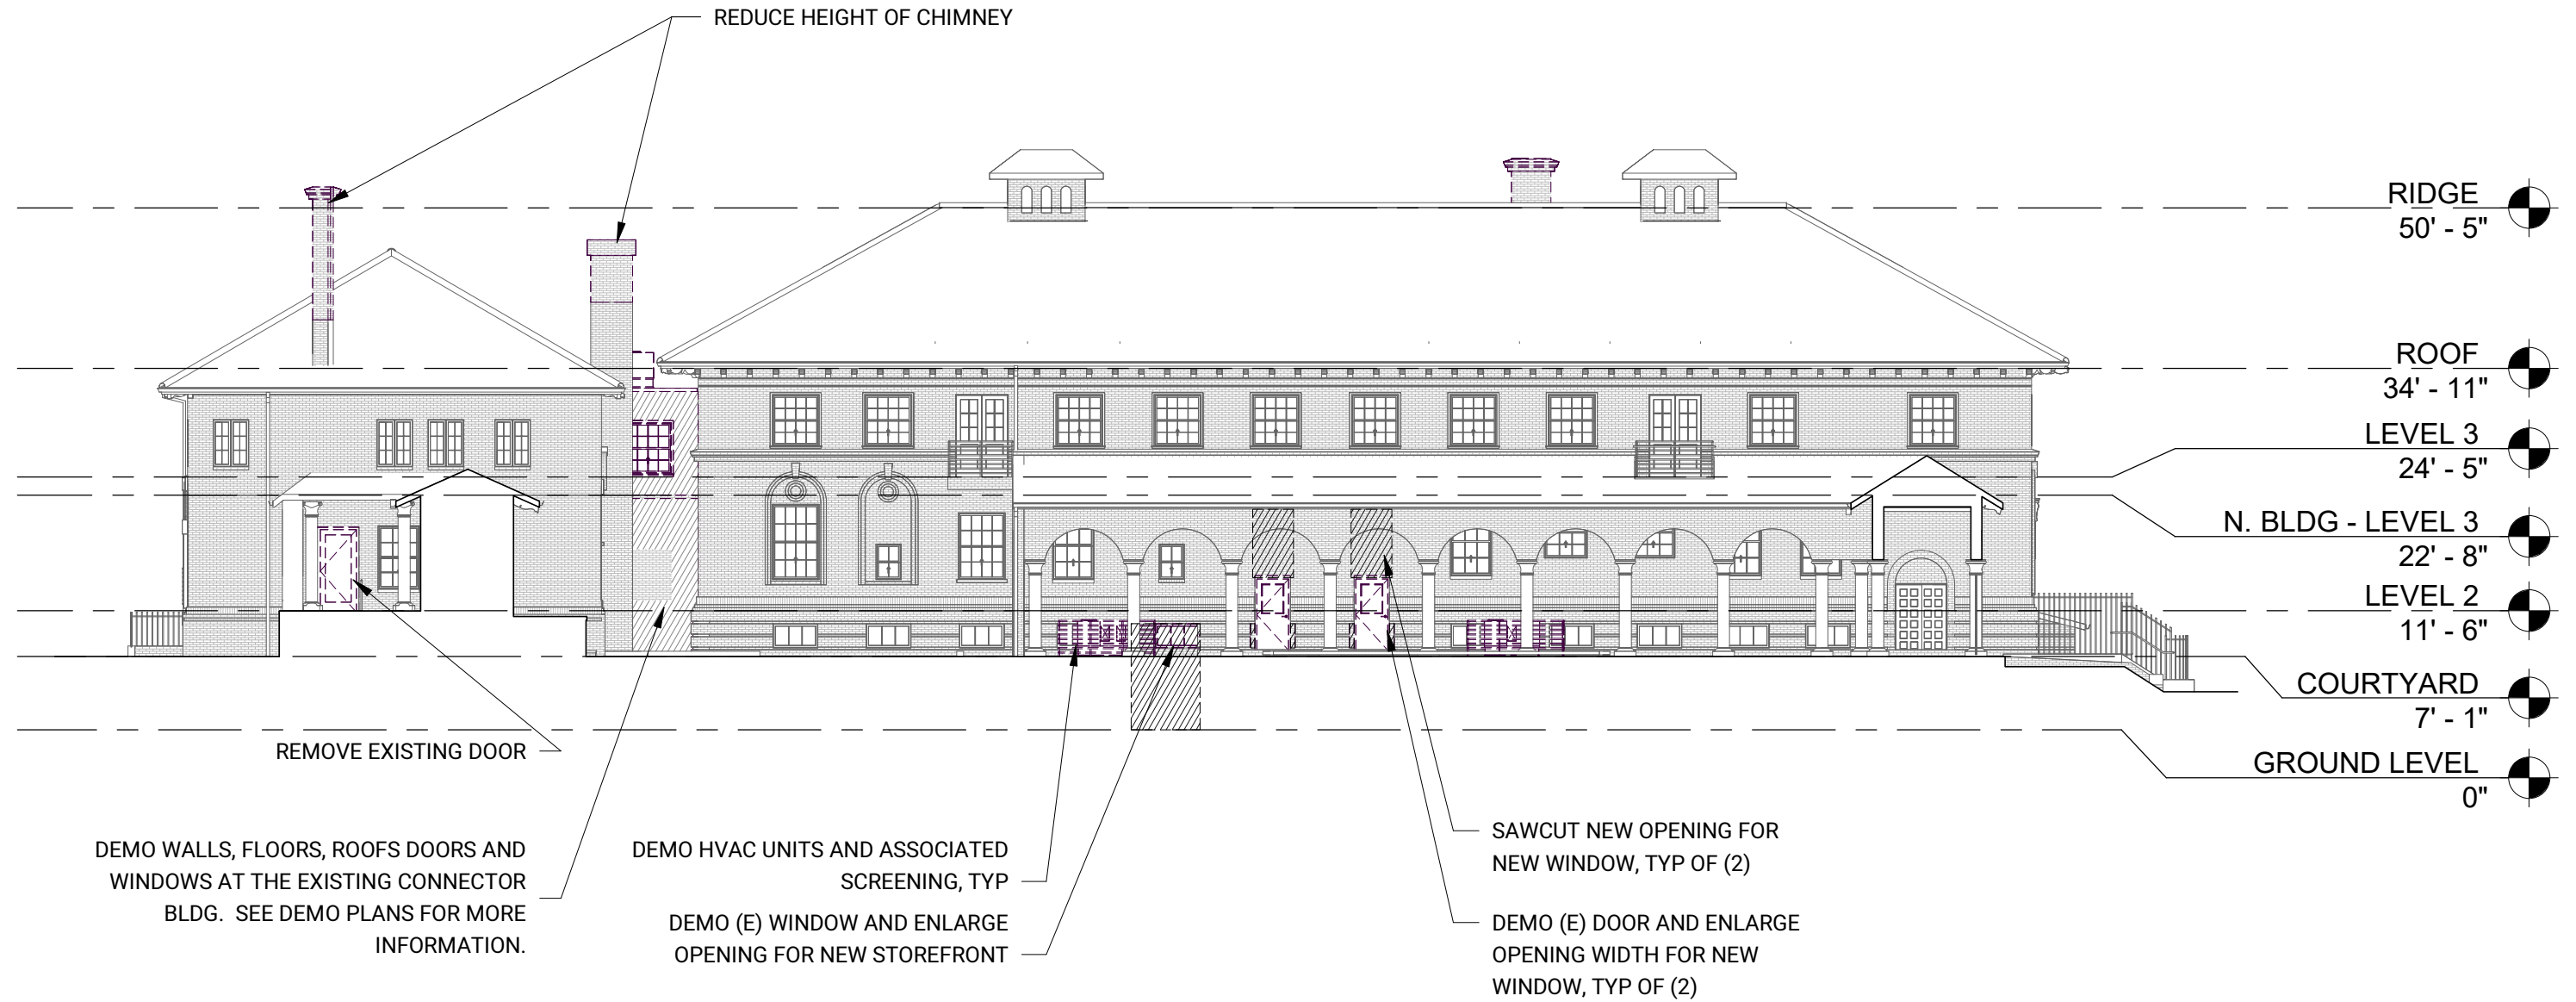 REDUCE HEIGHT OF CHIMNEY
RIDGE
50' - 5"
ROOF
34' - 11"
LEVEL 3
24' - 5"
N. BLDG - LEVEL 3
22' - 8"
LEVEL 2
11' - 6"
COURTYARD
7' - 1"
GROUND LEVEL
0"
REMOVE EXISTING DOOR
DEMO WALLS, FLOORS, ROOFS DOORS AND
WINDOWS AT THE EXISTING CONNECTOR
BLDG. SEE DEMO PLANS FOR MORE
INFORMATION.
DEMO HVAC UNITS AND ASSOCIATED
SCREENING, TYP
DEMO (E) WINDOW AND ENLARGE
OPENING FOR NEW STOREFRONT
SAWCUT NEW OPENING FOR
NEW WINDOW, TYP OF (2)
DEMO (E) DOOR AND ENLARGE
OPENING WIDTH FOR NEW
WINDOW, TYP OF (2)